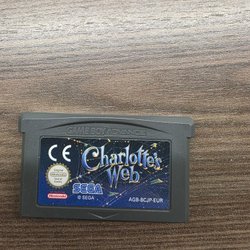 GAME BOY ADVANCE
CE
Charlotte's
Web
SEGA
© SEGA
Nintendo
AGB-BCJP-EUR